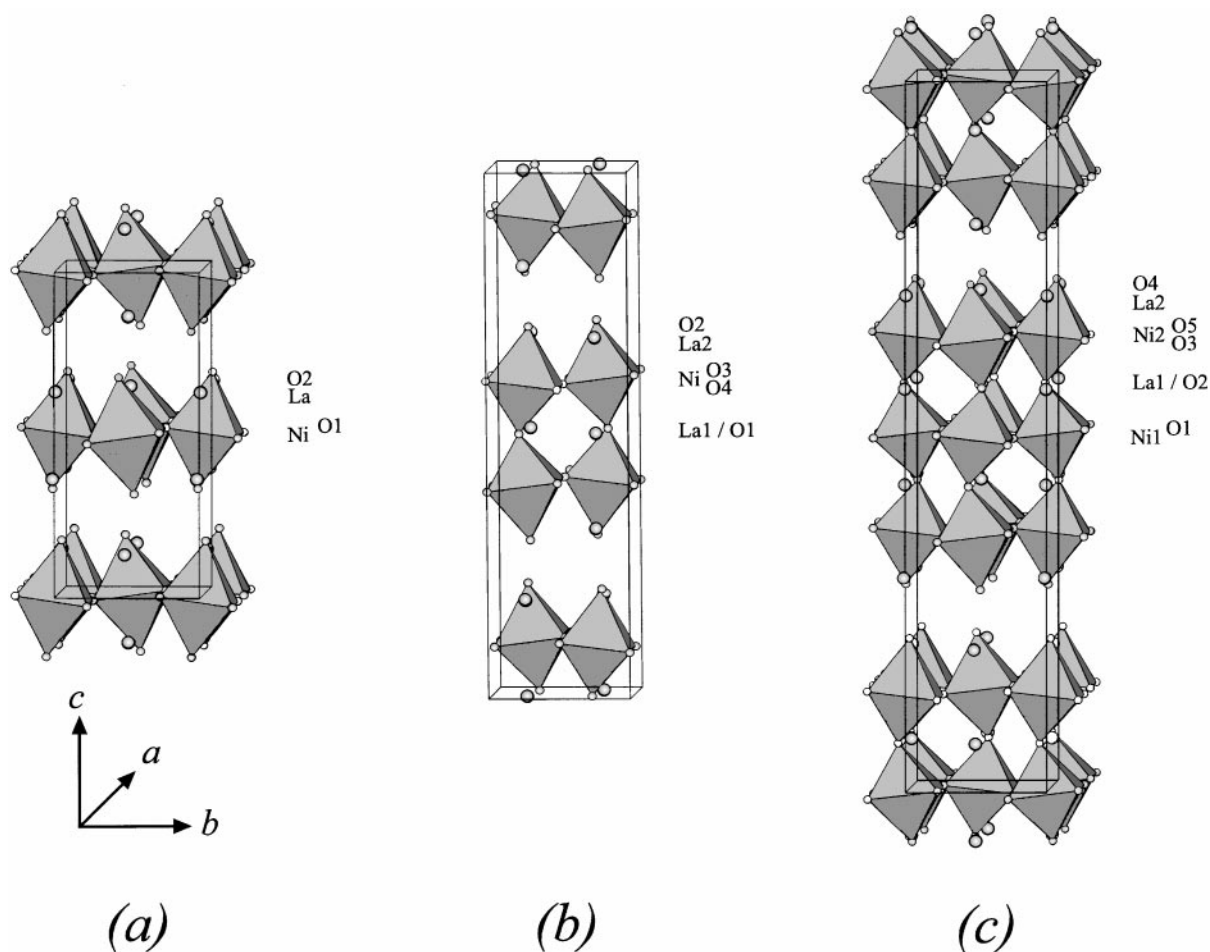 O2
La
Ni O1
O2
La2
Ni O3
O4
La1 / O1
O4
La2
Ni2 O5
O3
La1 / O2
Ni1 O1
c
a
b
(a)
(b)
(c)